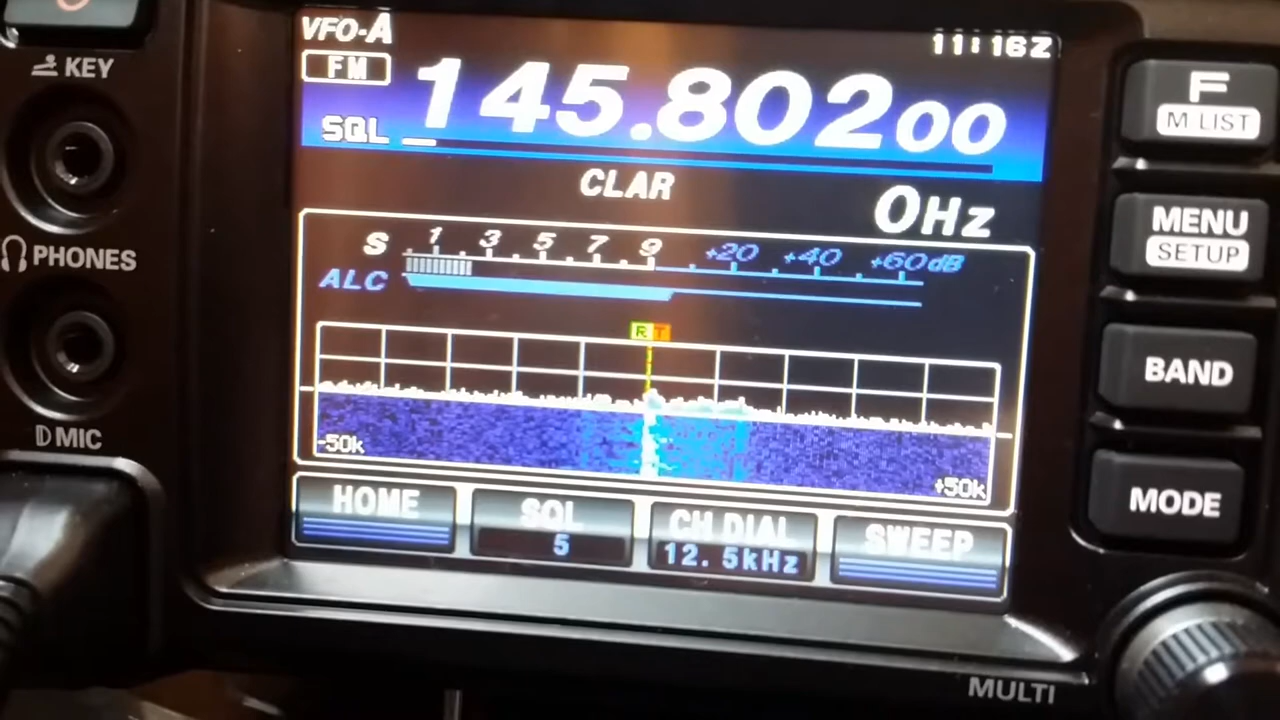 VFO-A
11:16Z
KEY
FM
145.80200
F
M LIST
SQL
CLAR
0Hz
MENU
SETUP
PHONES
S 1 3 5 7 9 +20 +40 +60dB
ALC
R T
BAND
MIC
-50k
+50k
HOME
SQL
5
CH DIAL
12.5kHz
SWEEP
MODE
MULTI